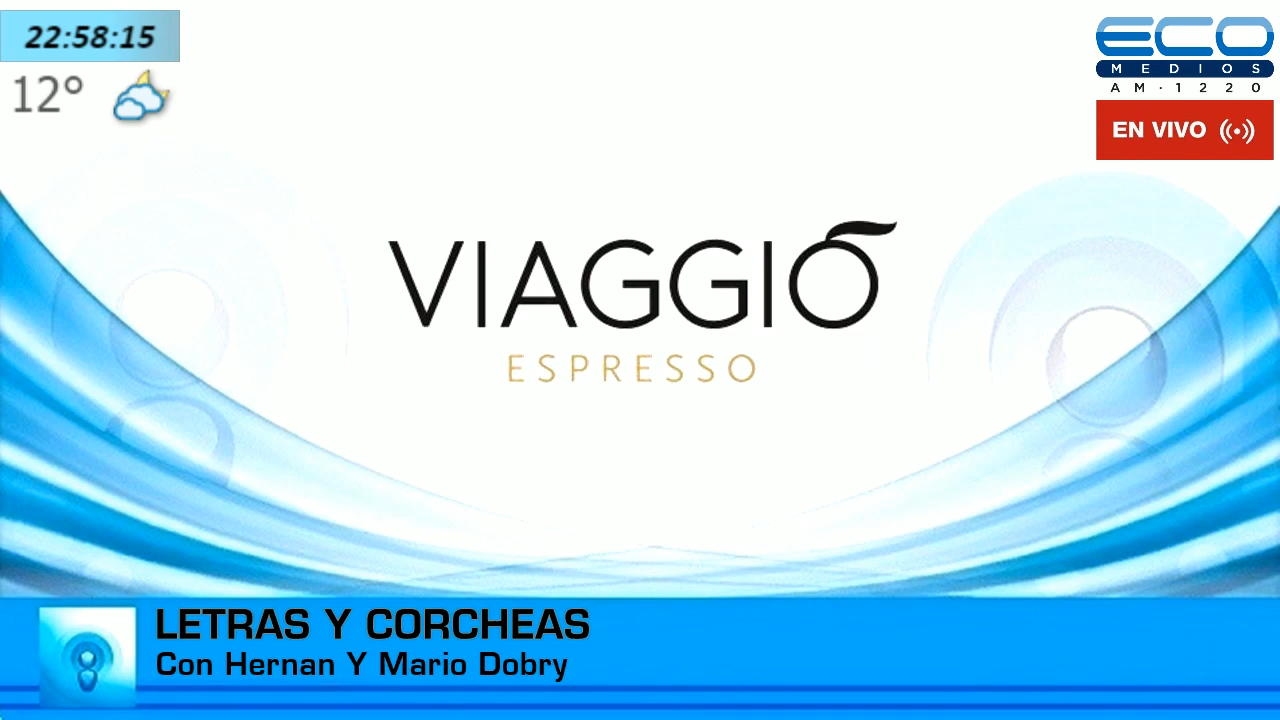 22:58:15
12°
ECO
MEDIOS
AM·1220
EN VIVO
VIAGGIO
ESPRESSO
LETRAS Y CORCHEAS
Con Hernan Y Mario Dobry